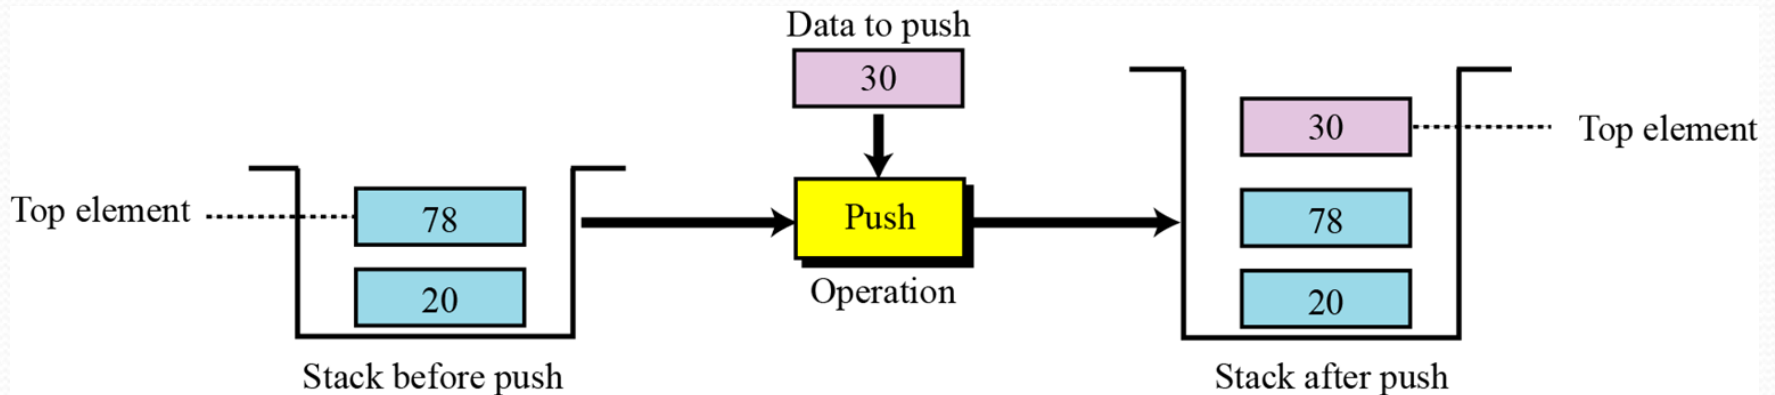 Data to push
30
30
Top element
Top element
78
Push
78
20
Operation
20
Stack before push
Stack after push